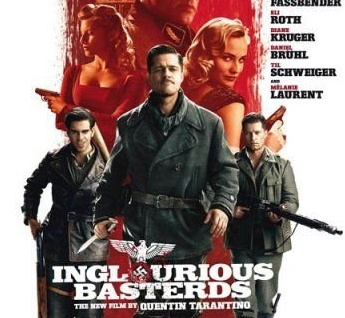 FASSBENDER
ELI
ROTH
DIANE
KRUGER
DANIEL
BRÜHL
TIL
SCHWEIGER
AND
MÉLANIE
LAURENT
INGLOURIOUS
BASTERDS
THE NEW FILM BY QUENTIN TARANTINO